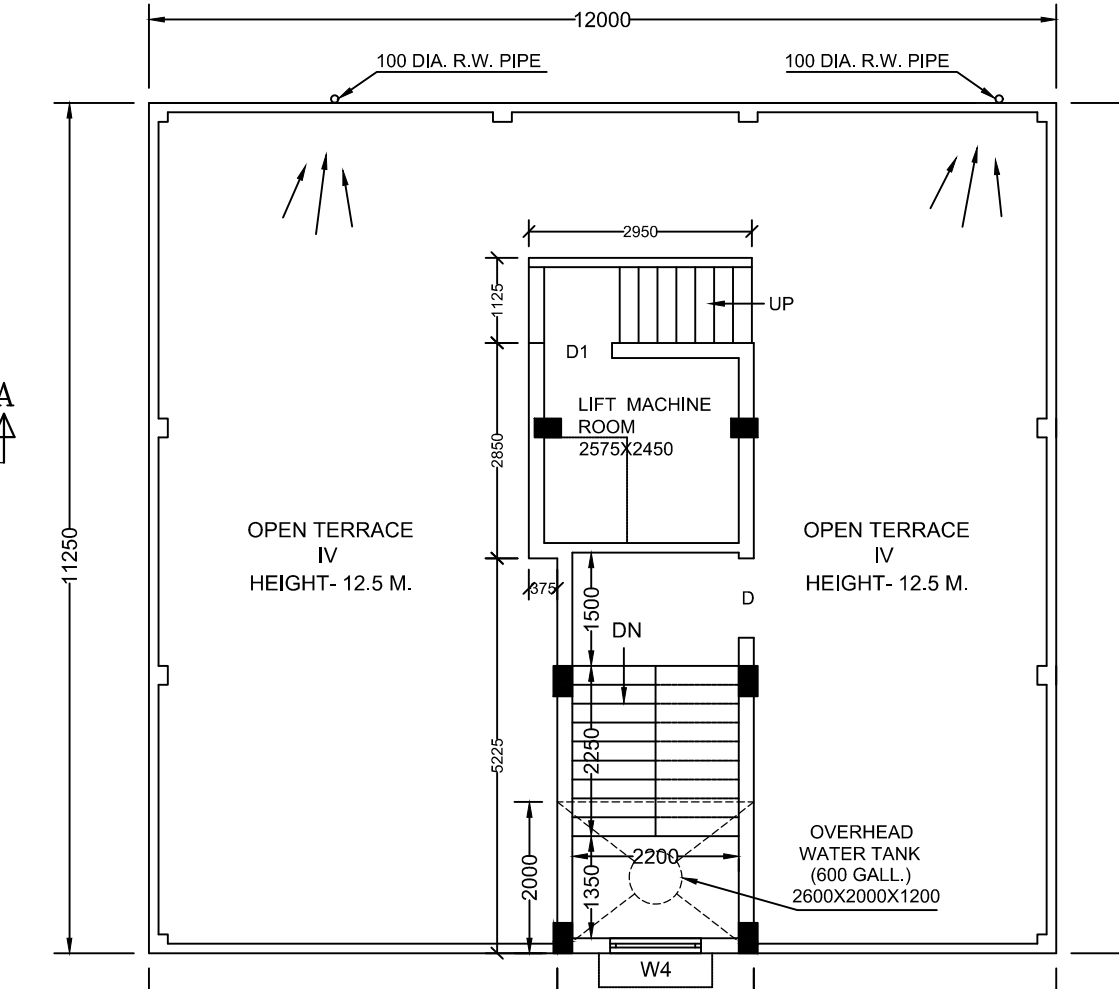 12000
100 DIA. R.W. PIPE
100 DIA. R.W. PIPE
2950
1125
UP
D1
A
LIFT MACHINE
ROOM
2575X2450
2850
11250
OPEN TERRACE
IV
HEIGHT- 12.5 M.
OPEN TERRACE
IV
HEIGHT- 12.5 M.
375
1500
D
DN
5225
2250
2000
2200
1350
OVERHEAD
WATER TANK
(600 GALL.)
2600X2000X1200
W4